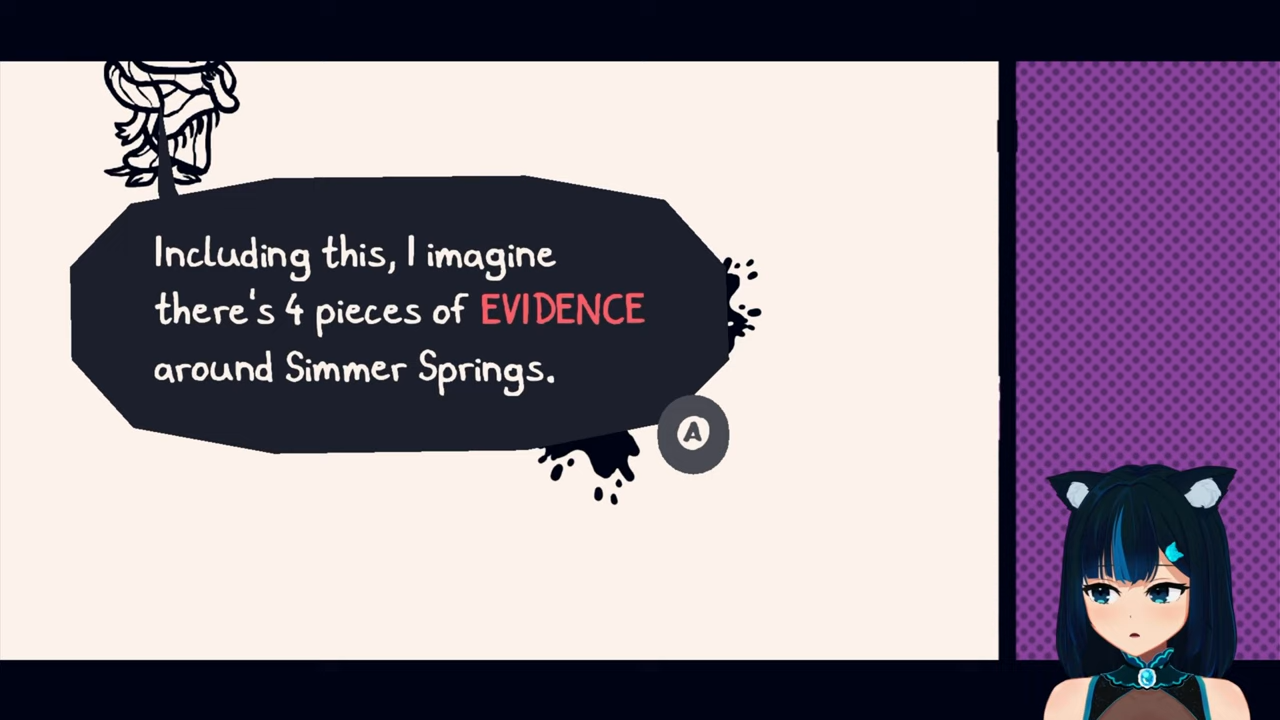 Including this, I imagine
there's 4 pieces of EVIDENCE
around Simmer Springs.
A